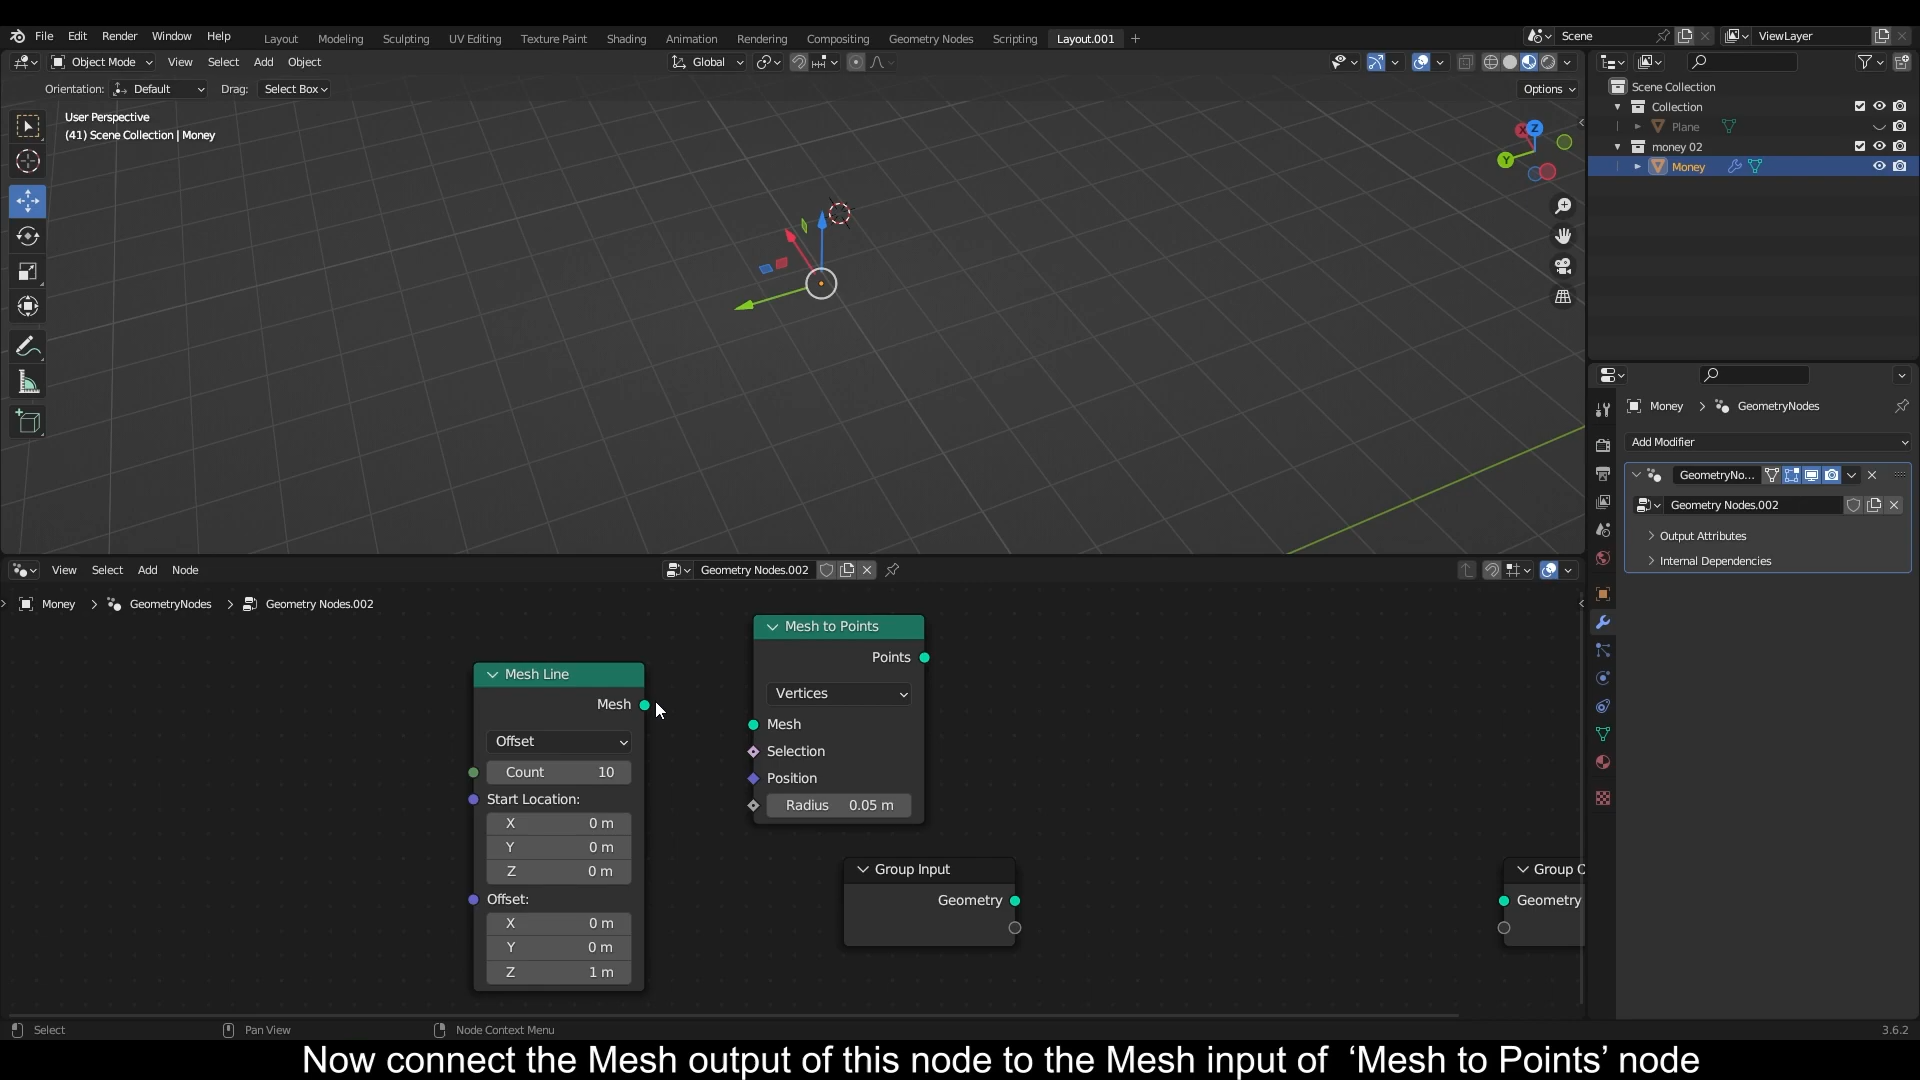 File Edit Render Window Help Layout Modeling Sculpting UV Editing Texture Paint Shading Animation Rendering Compositing Geometry Nodes Scripting Layout.001 + Scene ViewLayer
Object Mode View Select Add Object Global
Orientation: Default Drag: Select Box Options
User Perspective
(41) Scene Collection | Money
X Z
Y
Scene Collection
Collection
Plane
money 02
Money
Money > GeometryNodes
Add Modifier
GeometryNo...
Geometry Nodes.002
Output Attributes
Internal Dependencies
View Select Add Node Geometry Nodes.002
Money > GeometryNodes > Geometry Nodes.002
Mesh Line
Mesh
Offset
Count 10
Start Location:
X 0 m
Y 0 m
Z 0 m
Offset:
X 0 m
Y 0 m
Z 1 m
Mesh to Points
Points
Vertices
Mesh
Selection
Position
Radius 0.05 m
Group Input
Geometry
Group O
Geometry
Select Pan View Node Context Menu 3.6.2
Now connect the Mesh output of this node to the Mesh input of ‘Mesh to Points’ node